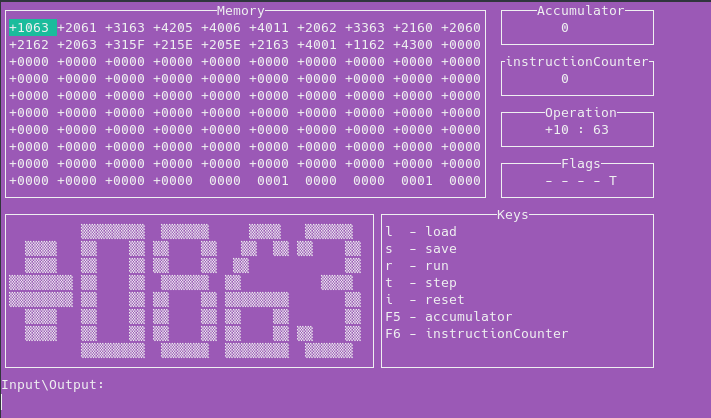 Memory
+1063 +2061 +3163 +4205 +4006 +4011 +2062 +3363 +2160 +2060
+2162 +2063 +315F +215E +205E +2163 +4001 +1162 +4300 +0000
+0000 +0000 +0000 +0000 +0000 +0000 +0000 +0000 +0000 +0000
+0000 +0000 +0000 +0000 +0000 +0000 +0000 +0000 +0000 +0000
+0000 +0000 +0000 +0000 +0000 +0000 +0000 +0000 +0000 +0000
+0000 +0000 +0000 +0000 +0000 +0000 +0000 +0000 +0000 +0000
+0000 +0000 +0000 +0000 +0000 +0000 +0000 +0000 +0000 +0000
+0000 +0000 +0000 +0000 +0000 +0000 +0000 +0000 +0000 +0000
+0000 +0000 +0000 +0000 +0000 +0000 +0000 +0000 +0000 +0000
+0000 +0000 +0000 +0000 0000 0001 0000 0000 0001 0000
Accumulator
0
instructionCounter
0
Operation
+10 : 63
Flags
- - - - T
+1063
Keys
l - load
s - save
r - run
t - step
i - reset
F5 - accumulator
F6 - instructionCounter
Input\Output: